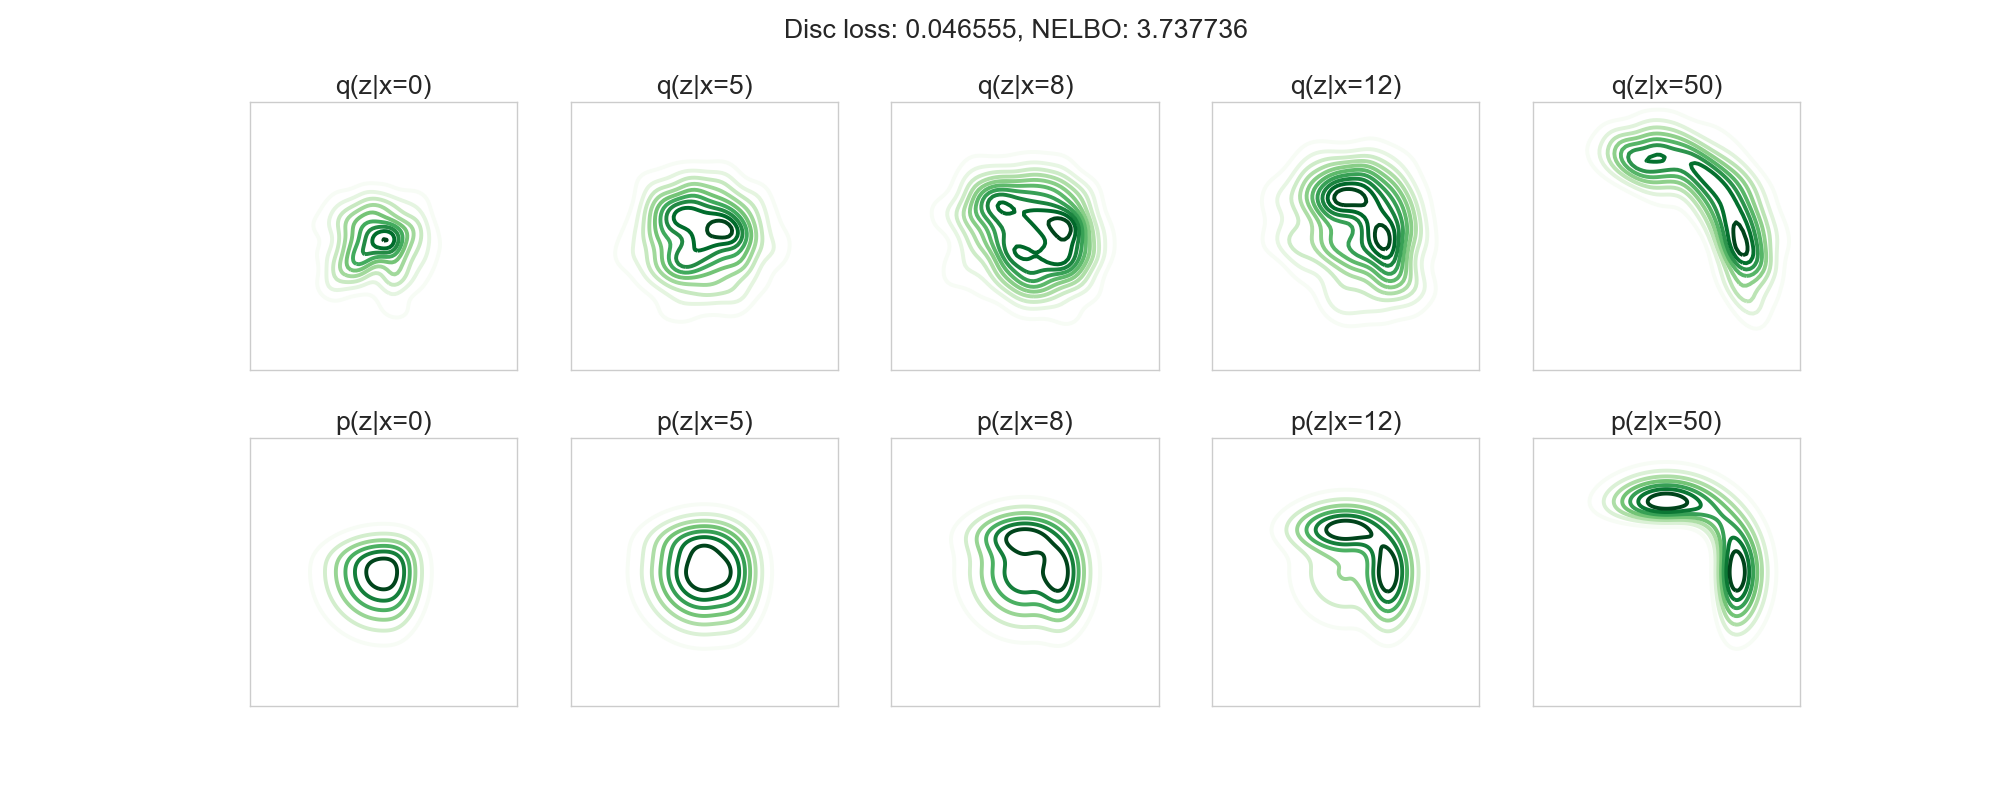 Disc loss: 0.046555, NELBO: 3.737736
q(z|x=0) q(z|x=5) q(z|x=8) q(z|x=12) q(z|x=50)
p(z|x=0) p(z|x=5) p(z|x=8) p(z|x=12) p(z|x=50)